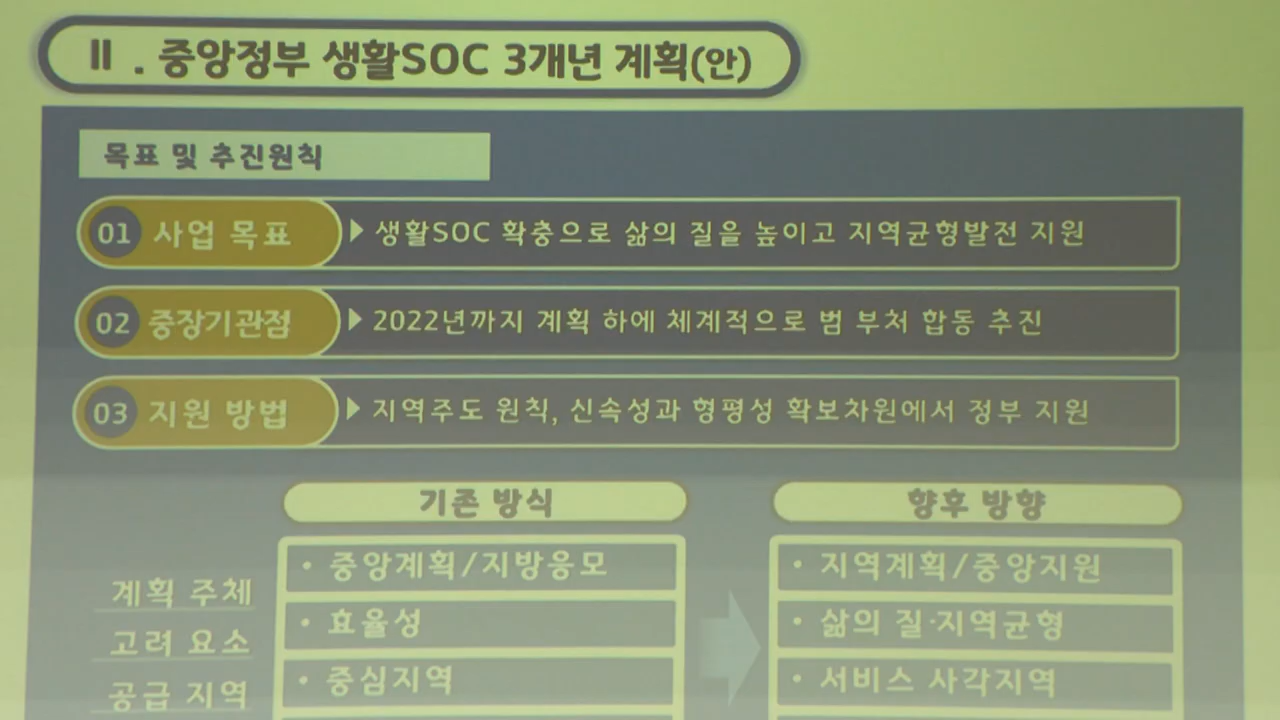 Ⅱ. 중앙정부 생활SOC 3개년 계획(안)
목표 및 추진원칙
01 사업 목표 ▶ 생활SOC 확충으로 삶의 질을 높이고 지역균형발전 지원
02 중장기관점 ▶ 2022년까지 계획 하에 체계적으로 범 부처 합동 추진
03 지원 방법 ▶ 지역주도 원칙, 신속성과 형평성 확보차원에서 정부 지원
기존 방식 향후 방향
계획 주체 • 중앙계획/지방응모 • 지역계획/중앙지원
고려 요소 • 효율성 • 삶의 질·지역균형
공급 지역 • 중심지역 • 서비스 사각지역